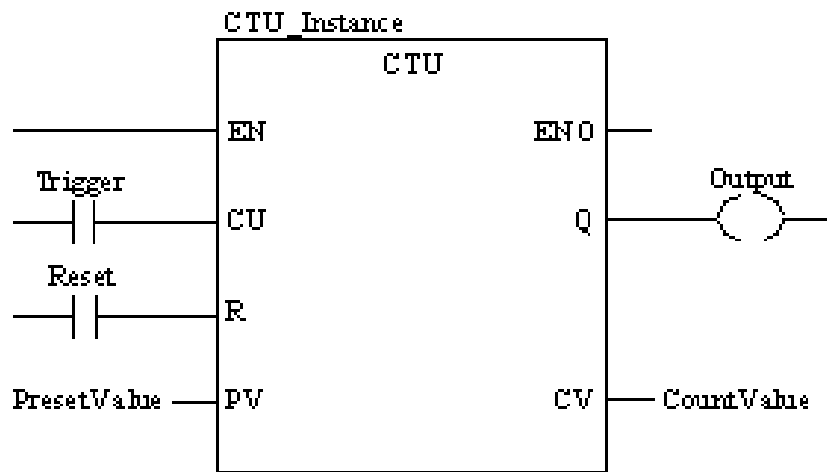 CTU_Instance
CTU
EN ENO
Trigger Output
CU Q
Reset
R
PresetValue PV CV CountValue